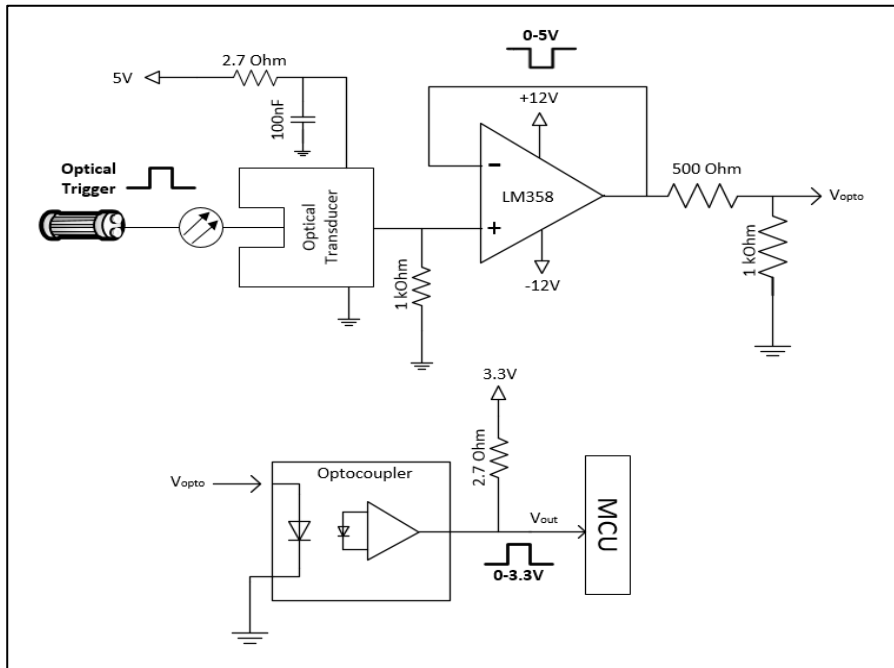 0-5V
2.7 Ohm
5V
100nF
+12V
Optical
Trigger
Optical
Transducer
LM358
500 Ohm
Vopto
1 kOhm
-12V
1 kOhm
3.3V
Optocoupler
2.7 Ohm
Vopto
Vout
MCU
0-3.3V